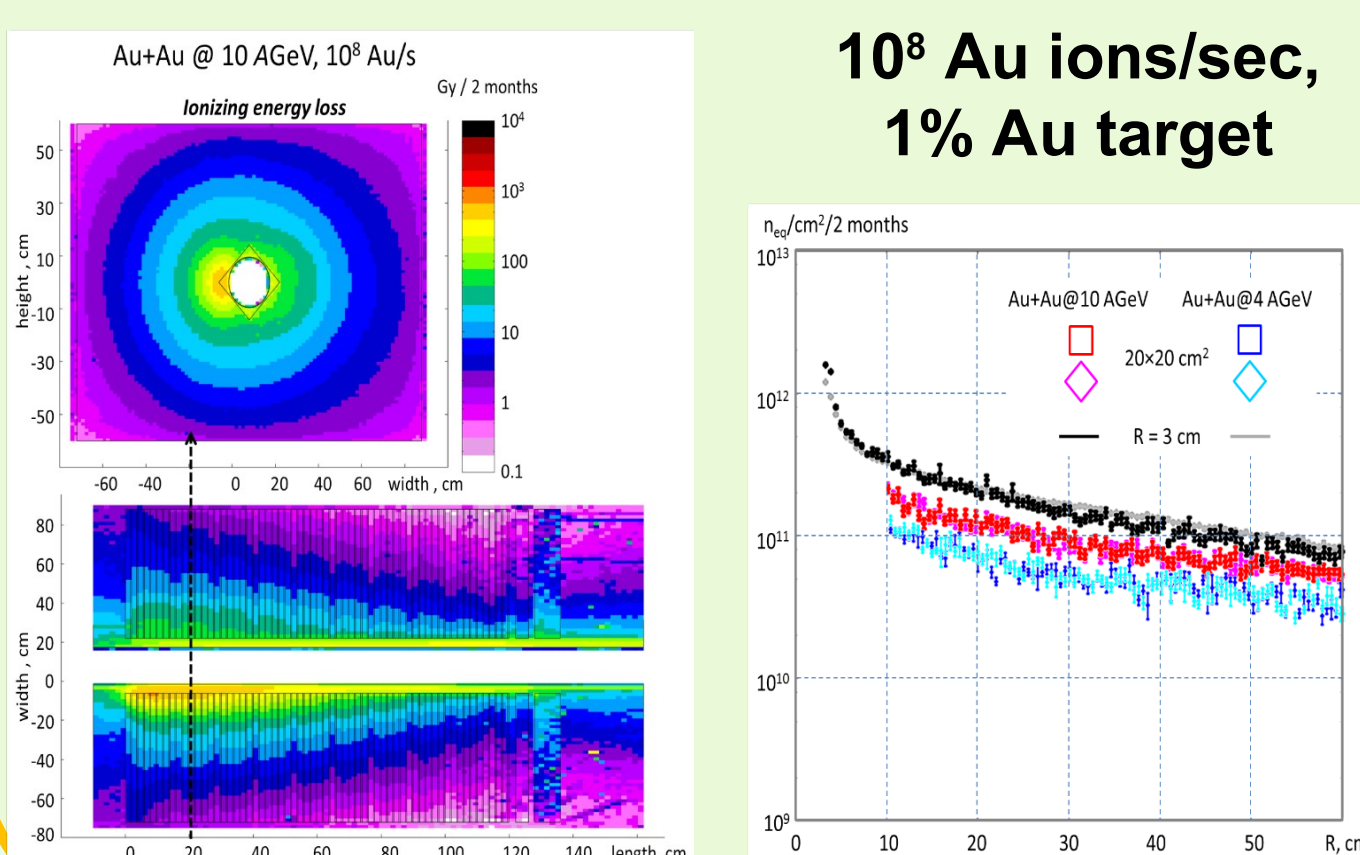 Au+Au @ 10 AGeV, 10⁸ Au/s
Gy / 2 months
Ionizing energy loss
10⁴
10³
100
10
1
0.1
50
30
10
-10
-30
-50
height , cm
-60 -40 0 20 40 60 width , cm
80
60
40
20
0
-20
-40
-60
-80
width , cm
0 20 40 60 80 100 120 140 length, cm
10⁸ Au ions/sec,
1% Au target
n_eq/cm²/2 months
10¹³
10¹²
10¹¹
10¹⁰
10⁹
Au+Au@10 AGeV Au+Au@4 AGeV
20×20 cm²
R = 3 cm
0 10 20 30 40 50 R, cm